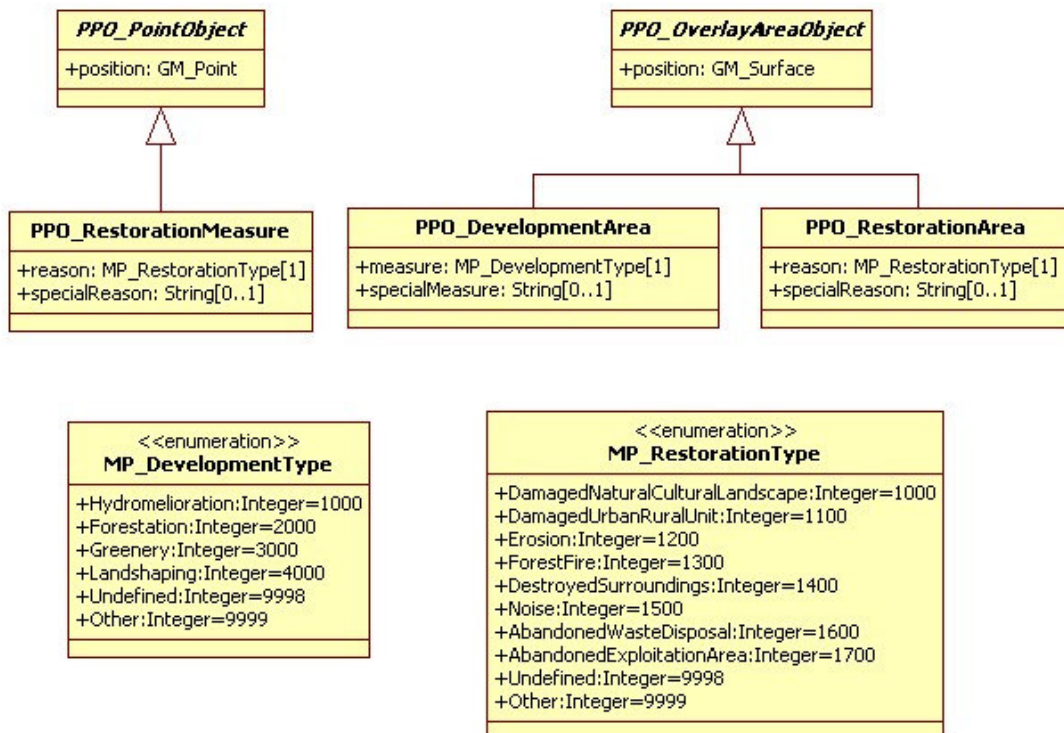 PPO_PointObject
+position: GM_Point
PPO_OverlayAreaObject
+position: GM_Surface
PPO_RestorationMeasure
+reason: MP_RestorationType[1]
+specialReason: String[0..1]
PPO_DevelopmentArea
+measure: MP_DevelopmentType[1]
+specialMeasure: String[0..1]
PPO_RestorationArea
+reason: MP_RestorationType[1]
+specialReason: String[0..1]
<<enumeration>>
MP_DevelopmentType
+Hydromelioration:Integer=1000
+Forestation:Integer=2000
+Greenery:Integer=3000
+Landshaping:Integer=4000
+Undefined:Integer=9998
+Other:Integer=9999
<<enumeration>>
MP_RestorationType
+DamagedNaturalCulturalLandscape:Integer=1000
+DamagedUrbanRuralUnit:Integer=1100
+Erosion:Integer=1200
+ForestFire:Integer=1300
+DestroyedSurroundings:Integer=1400
+Noise:Integer=1500
+AbandonedWasteDisposal:Integer=1600
+AbandonedExploitationArea:Integer=1700
+Undefined:Integer=9998
+Other:Integer=9999